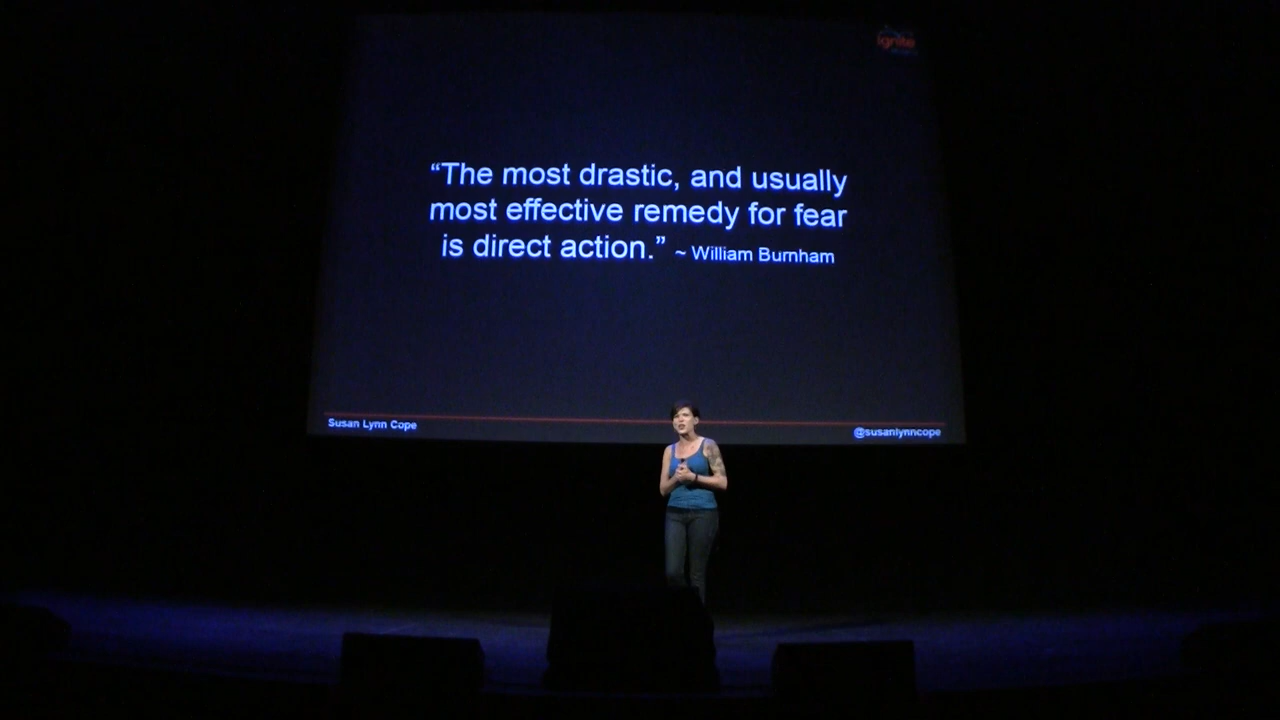 ignite
“The most drastic, and usually
most effective remedy for fear
is direct action.” ~ William Burnham
Susan Lynn Cope
@susanlynncope